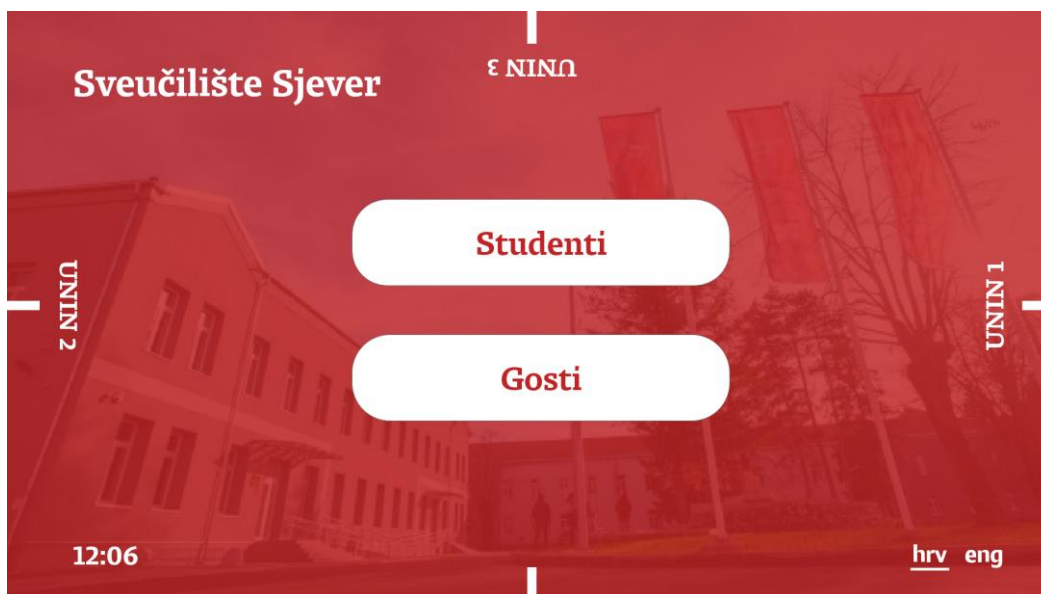 Sveučilište Sjever
UNIN 3
Studenti
UNIN 2
UNIN 1
Gosti
12:06
hrv eng